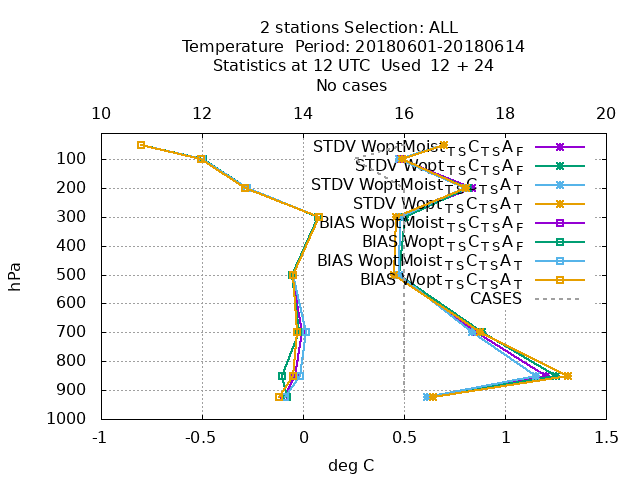 2 stations Selection: ALL
Temperature  Period: 20180601-20180614
Statistics at 12 UTC  Used  12 + 24
No cases
10 12 14 16 18 20
STDV WoptMoist_TS C_TS A_F
STDV Wopt_TS C_TS A_F
STDV WoptMoist_TS C_TS A_T
STDV Wopt_TS C_TS A_T
BIAS WoptMoist_TS C_TS A_F
BIAS Wopt_TS C_TS A_F
BIAS WoptMoist_TS C_TS A_T
BIAS Wopt_TS C_TS A_T
CASES
100
200
300
400
500
600
700
800
900
1000
hPa
-1 -0.5 0 0.5 1 1.5
deg C